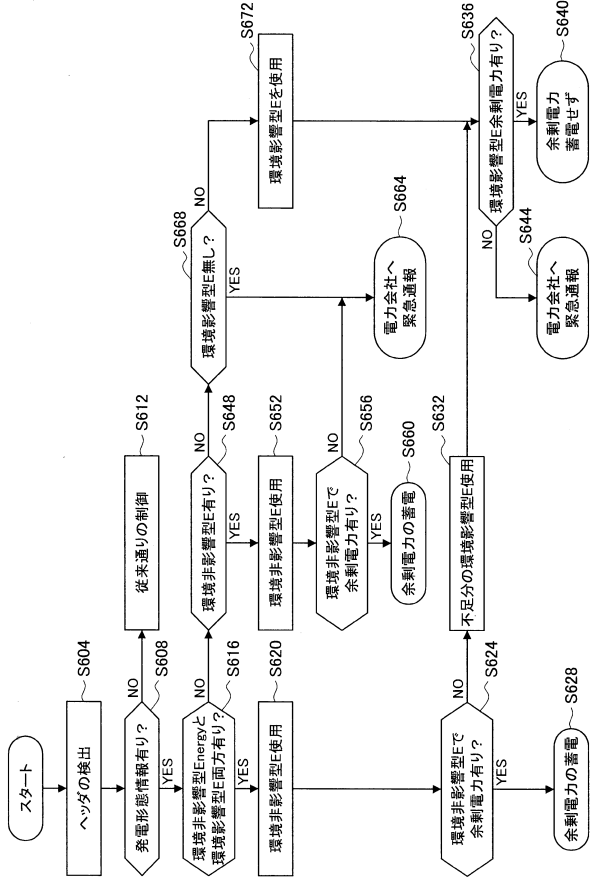 スタート
ヘッダの検出
S604
発電形態情報有り?
S608
NO
従来通りの制御
S612
YES
環境非影響型Energyと
環境影響型E両方有り?
S616
NO
YES
環境非影響型E使用
S620
環境非影響型Eで
余剰電力有り?
S624
NO
YES
余剰電力の蓄電
S628
環境非影響型E有り?
S648
NO
YES
環境非影響型E使用
S652
環境非影響型Eで
余剰電力有り?
S656
NO
YES
余剰電力の蓄電
S660
不足分の環境影響型E使用
S632
環境影響型E無し?
S668
NO
YES
電力会社へ
緊急通報
S664
環境影響型Eを使用
S672
環境影響型E余剰電力有り?
S636
NO
YES
電力会社へ
緊急通報
S644
余剰電力
蓄電せず
S640